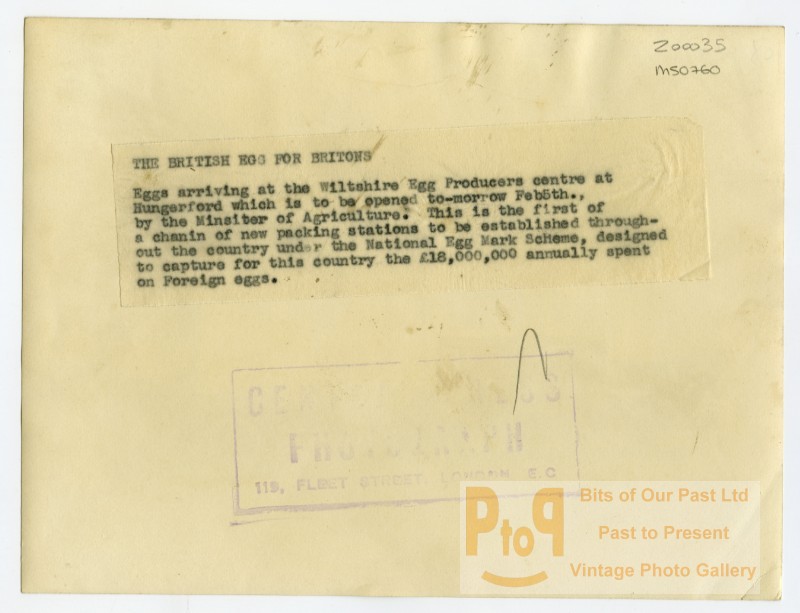 Z00035
MS0760
THE BRITISH EGG FOR BRITONS
Eggs arriving at the Wiltshire Egg Producers centre at
Hungerford which is to be opened to-morrow Feb5th.,
by the Minsiter of Agriculture. This is the first of
a chanin of new packing stations to be established through-
out the country under the National Egg Mark Scheme, designed
to capture for this country the £18,000,000 annually spent
on Foreign eggs.
PHOTOGRAPH
119, FLEET STREET, LONDON, E.C
PtoP
Bits of Our Past Ltd
Past to Present
Vintage Photo Gallery